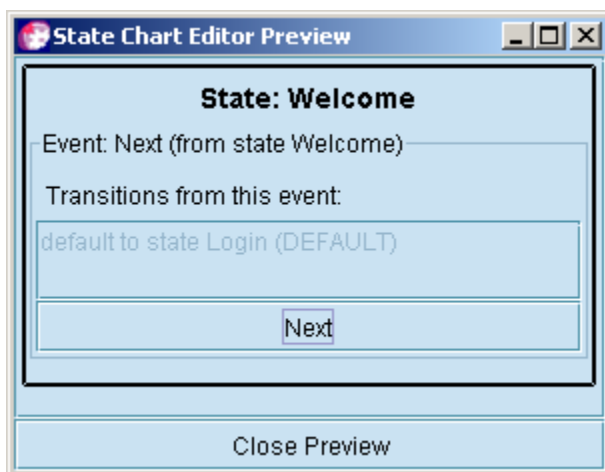 State Chart Editor Preview
State: Welcome
Event: Next (from state Welcome)
Transitions from this event:
default to state Login (DEFAULT)
Next
Close Preview